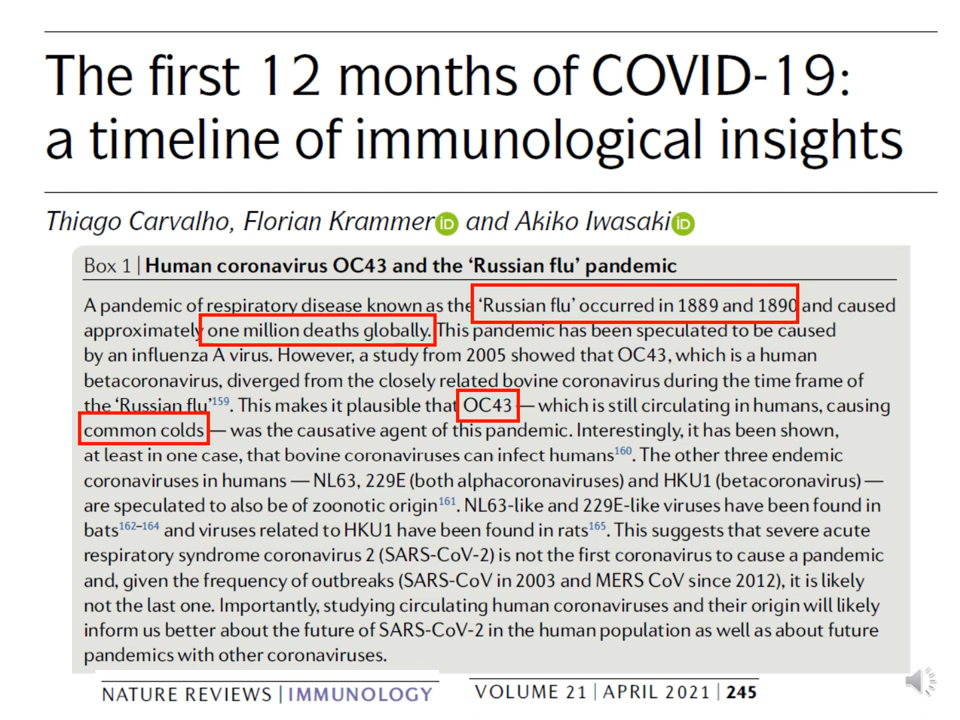 The first 12 months of COVID-19:
a timeline of immunological insights
Thiago Carvalho, Florian Krammer iD and Akiko Iwasaki iD
Box 1 | Human coronavirus OC43 and the ‘Russian flu’ pandemic
A pandemic of respiratory disease known as the ‘Russian flu’ occurred in 1889 and 1890 and caused
approximately one million deaths globally. This pandemic has been speculated to be caused
by an influenza A virus. However, a study from 2005 showed that OC43, which is a human
betacoronavirus, diverged from the closely related bovine coronavirus during the time frame of
the ‘Russian flu’159. This makes it plausible that OC43 — which is still circulating in humans, causing
common colds — was the causative agent of this pandemic. Interestingly, it has been shown,
at least in one case, that bovine coronaviruses can infect humans160. The other three endemic
coronaviruses in humans — NL63, 229E (both alphacoronaviruses) and HKU1 (betacoronavirus) —
are speculated to also be of zoonotic origin161. NL63-like and 229E-like viruses have been found in
bats162–164 and viruses related to HKU1 have been found in rats165. This suggests that severe acute
respiratory syndrome coronavirus 2 (SARS-CoV-2) is not the first coronavirus to cause a pandemic
and, given the frequency of outbreaks (SARS-CoV in 2003 and MERS CoV since 2012), it is likely
not the last one. Importantly, studying circulating human coronaviruses and their origin will likely
inform us better about the future of SARS-CoV-2 in the human population as well as about future
pandemics with other coronaviruses.
NATURE REVIEWS | IMMUNOLOGY VOLUME 21 | APRIL 2021 | 245